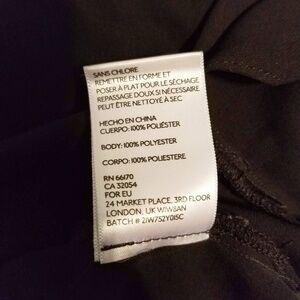 SANS CHLORE
REMETTRE EN FORME ET
POSER À PLAT POUR LE SÉCHAGE
REPASSAGE DOUX SI NÉCESSAIRE
PEUT ÊTRE NETTOYÉ À SEC
HECHO EN CHINA
CUERPO: 100% POLIÉSTER
BODY: 100% POLYESTER
CORPO: 100% POLIESTERE
RN 66170
CA 32054
FOR EU
24 MARKET PLACE, 3RD FLOOR
LONDON, UK W1W8AN
BATCH # 21W752Y015C